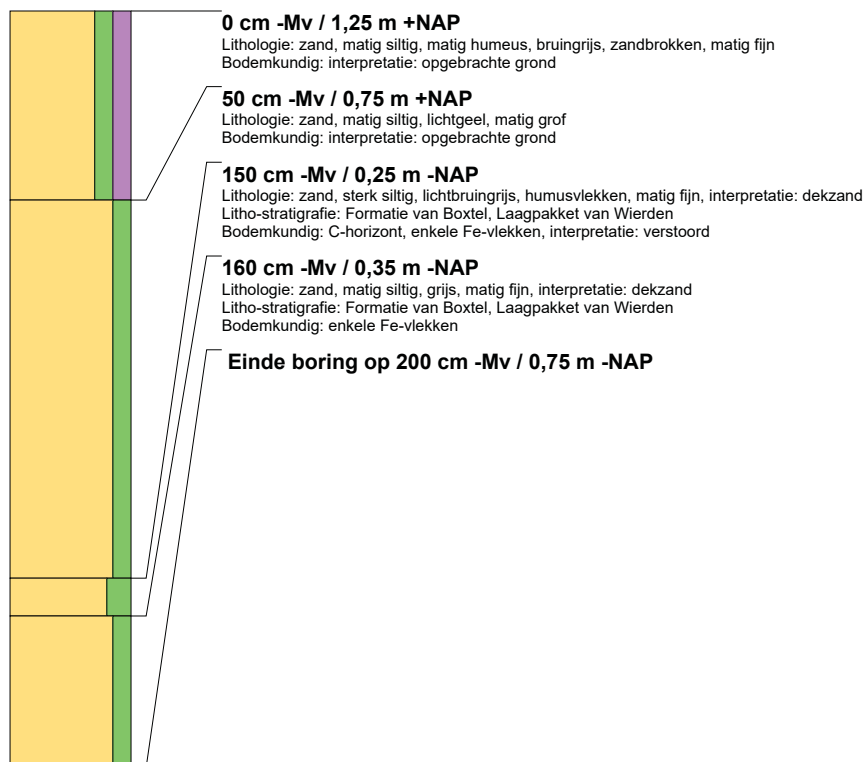 0 cm -Mv / 1,25 m +NAP
Lithologie: zand, matig siltig, matig humeus, bruingrijs, zandbrokken, matig fijn
Bodemkundig: interpretatie: opgebrachte grond
50 cm -Mv / 0,75 m +NAP
Lithologie: zand, matig siltig, lichtgeel, matig grof
Bodemkundig: interpretatie: opgebrachte grond
150 cm -Mv / 0,25 m -NAP
Lithologie: zand, sterk siltig, lichtbruingrijs, humusvlekken, matig fijn, interpretatie: dekzand
Litho-stratigrafie: Formatie van Boxtel, Laagpakket van Wierden
Bodemkundig: C-horizont, enkele Fe-vlekken, interpretatie: verstoord
160 cm -Mv / 0,35 m -NAP
Lithologie: zand, matig siltig, grijs, matig fijn, interpretatie: dekzand
Litho-stratigrafie: Formatie van Boxtel, Laagpakket van Wierden
Bodemkundig: enkele Fe-vlekken
Einde boring op 200 cm -Mv / 0,75 m -NAP